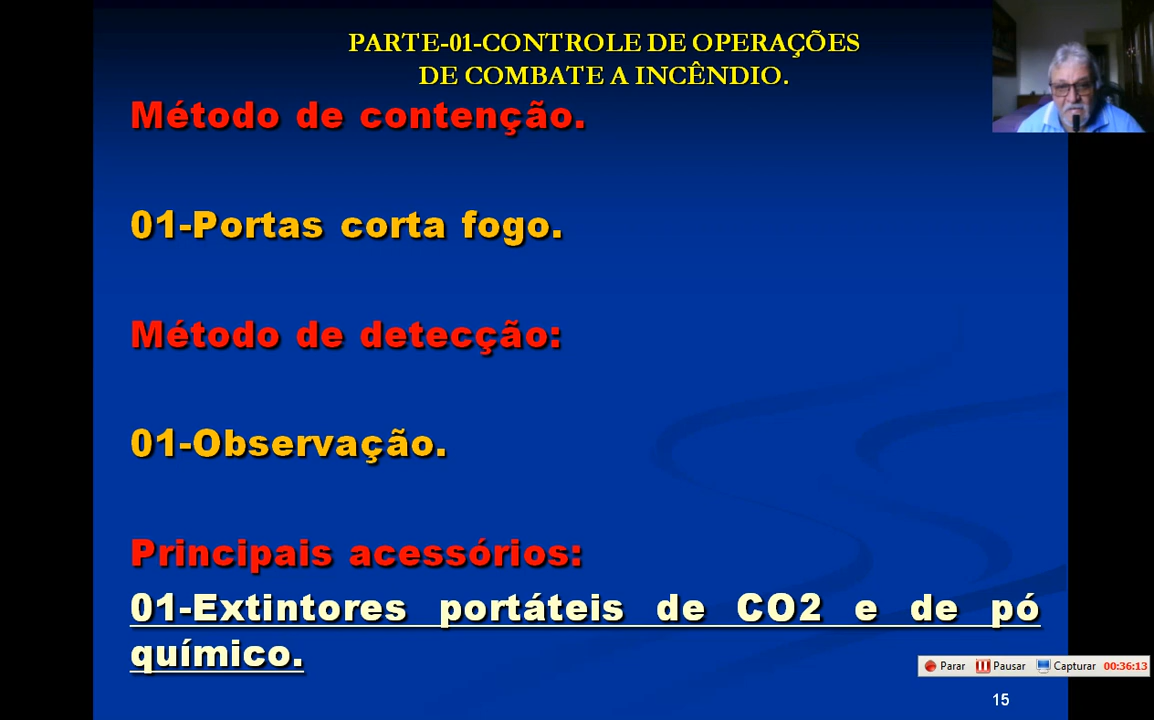 PARTE-01-CONTROLE DE OPERAÇÕES
DE COMBATE A INCÊNDIO.
Método de contenção.
01-Portas corta fogo.
Método de detecção:
01-Observação.
Principais acessórios:
01-Extintores portáteis de CO2 e de pó
químico.
Parar Pausar Capturar 00:36:13
15